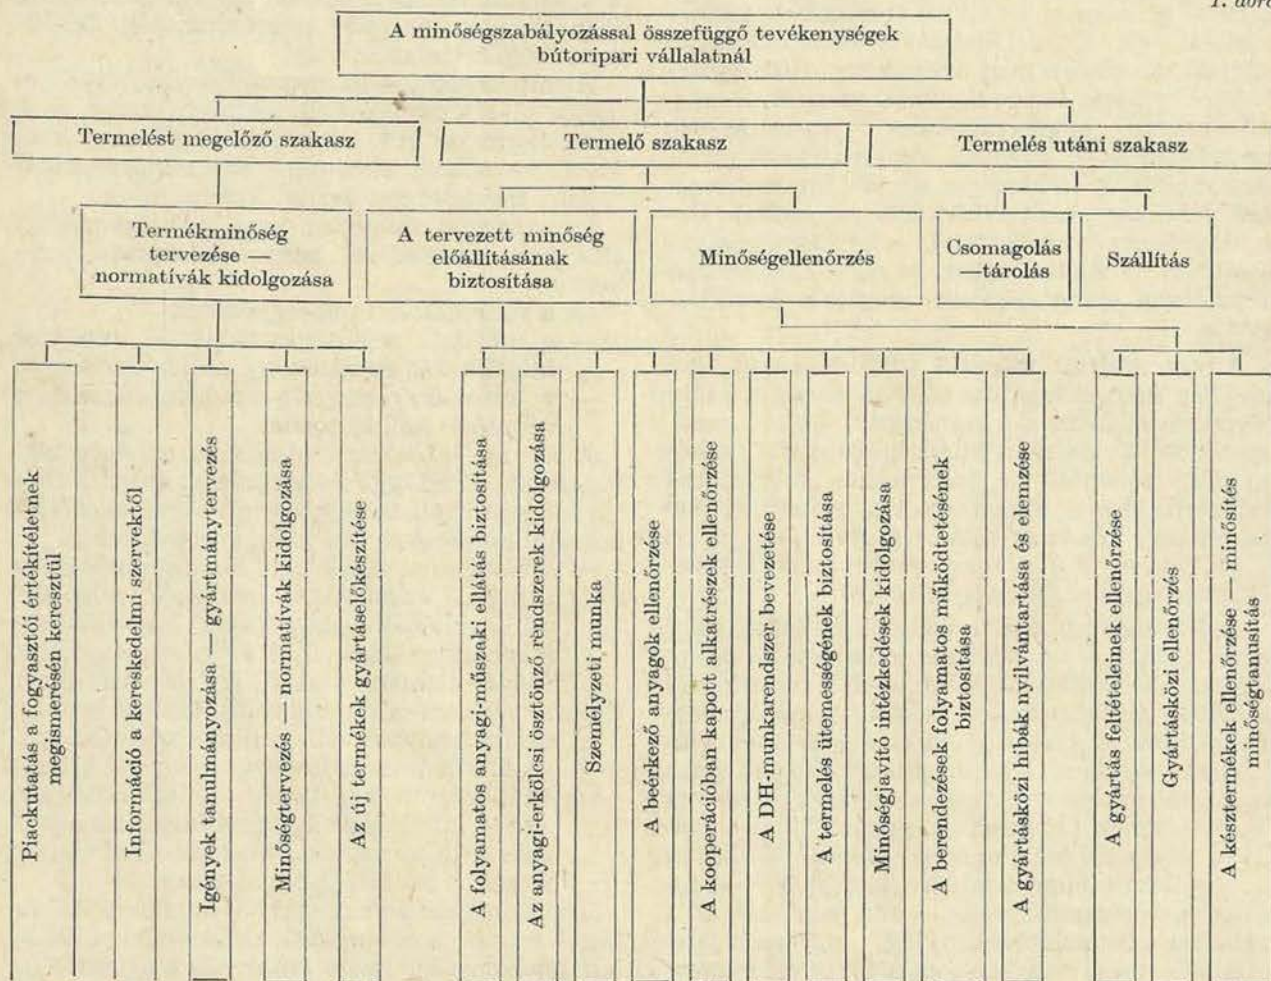 1. ábra
A minőségszabályozással összefüggő tevékenységek
bútoripari vállalatnál
Termelést megelőző szakasz
Termelő szakasz
Termelés utáni szakasz
Termékminőség
tervezése —
normatívák kidolgozása
A tervezett minőség
előállításának
biztosítása
Minőségellenőrzés
Csomagolás
—tárolás
Szállítás
Piackutatás a fogyasztói értékítéletnek
megismerésén keresztül
Információ a kereskedelmi szervektől
Igények tanulmányozása — gyártmánytervezés
Minőségtervezés — normatívák kidolgozása
Az új termékek gyártáselőkészítése
A folyamatos anyagi-műszaki ellátás biztosítása
Az anyagi-erkölcsi ösztönző rendszerek kidolgozása
Személyzeti munka
A beérkező anyagok ellenőrzése
A kooperációban kapott alkatrészek ellenőrzése
A DH-munkarendszer bevezetése
A termelés ütemességének biztosítása
Minőségjavító intézkedések kidolgozása
A berendezések folyamatos működtetésének
biztosítása
A gyártásközi hibák nyilvántartása és elemzése
A gyártás feltételeinek ellenőrzése
Gyártásközi ellenőrzés
A késztermékek ellenőrzése — minősítés
minőségtanusítás